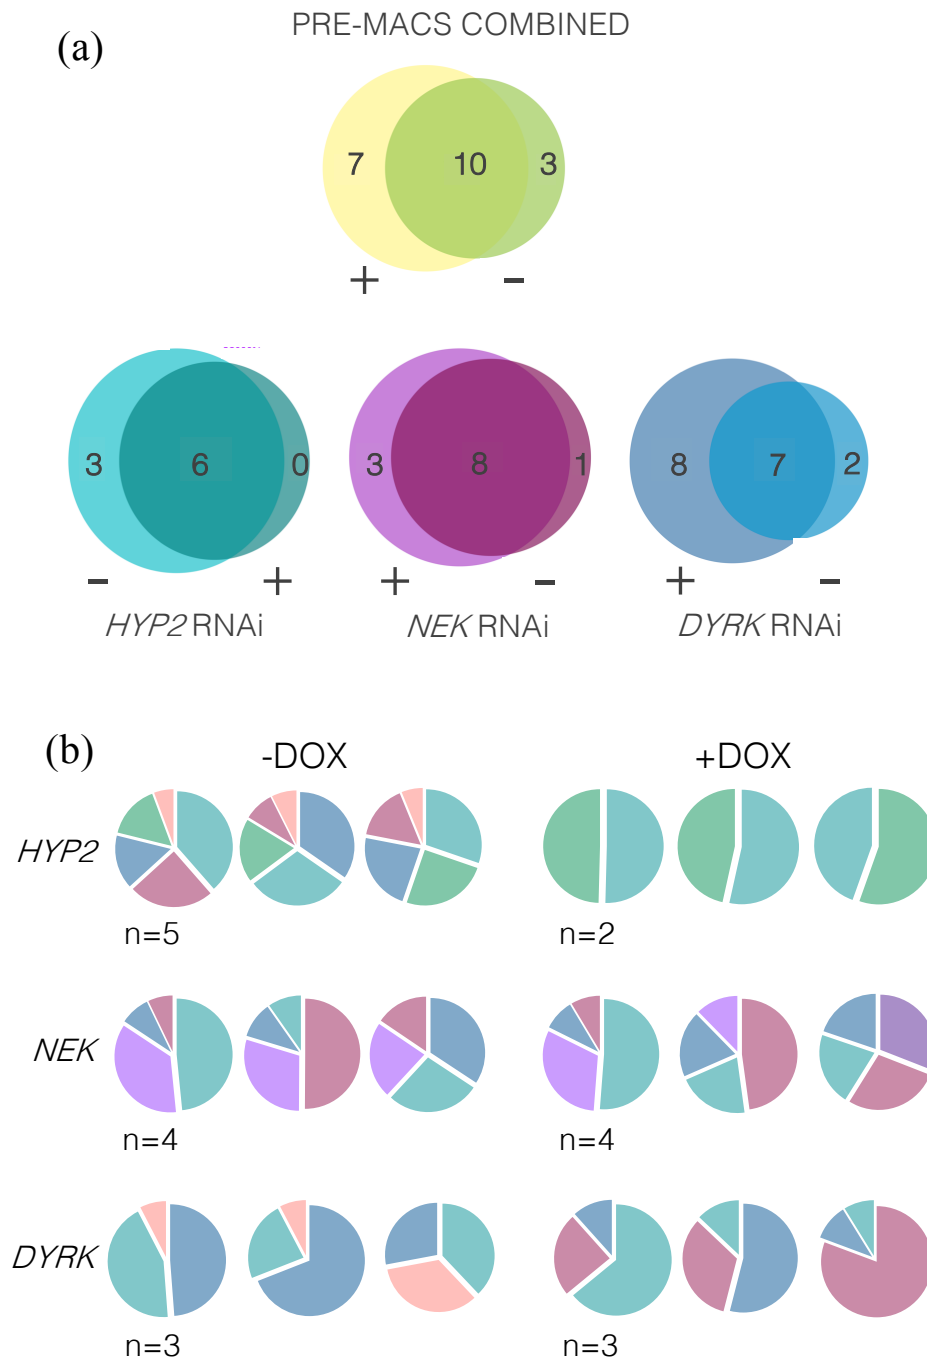 PRE-MACS COMBINED
(a)
7 10 3
+ −
3 6 0 3 8 1 8 7 2
− + + − + −
HYP2 RNAi NEK RNAi DYRK RNAi
(b)
-DOX +DOX
HYP2
n=5 n=2
NEK
n=4 n=4
DYRK
n=3 n=3